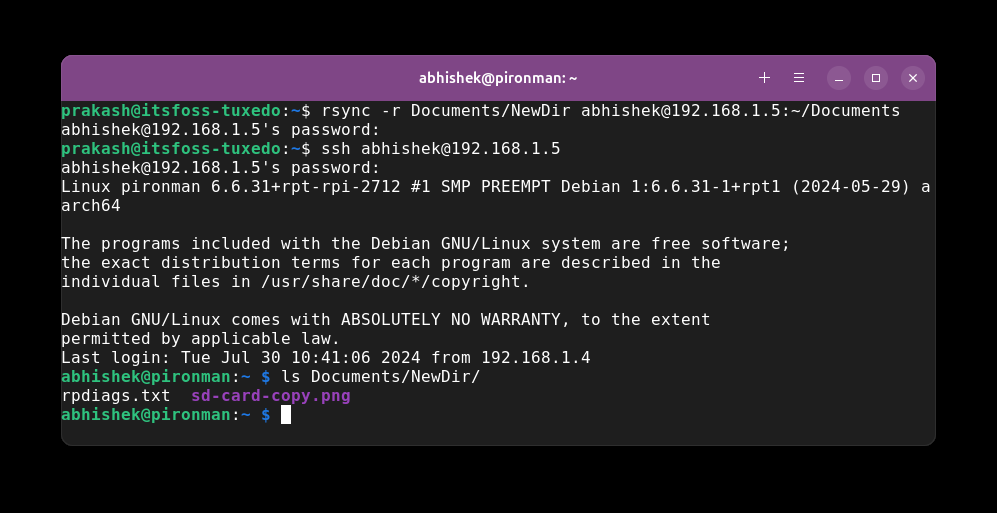 abhishek@pironman: ~
prakash@itsfoss-tuxedo:~$ rsync -r Documents/NewDir abhishek@192.168.1.5:~/Documents
abhishek@192.168.1.5's password:
prakash@itsfoss-tuxedo:~$ ssh abhishek@192.168.1.5
abhishek@192.168.1.5's password:
Linux pironman 6.6.31+rpt-rpi-2712 #1 SMP PREEMPT Debian 1:6.6.31-1+rpt1 (2024-05-29) a
arch64
The programs included with the Debian GNU/Linux system are free software;
the exact distribution terms for each program are described in the
individual files in /usr/share/doc/*/copyright.
Debian GNU/Linux comes with ABSOLUTELY NO WARRANTY, to the extent
permitted by applicable law.
Last login: Tue Jul 30 10:41:06 2024 from 192.168.1.4
abhishek@pironman:~ $ ls Documents/NewDir/
rpdiags.txt  sd-card-copy.png
abhishek@pironman:~ $